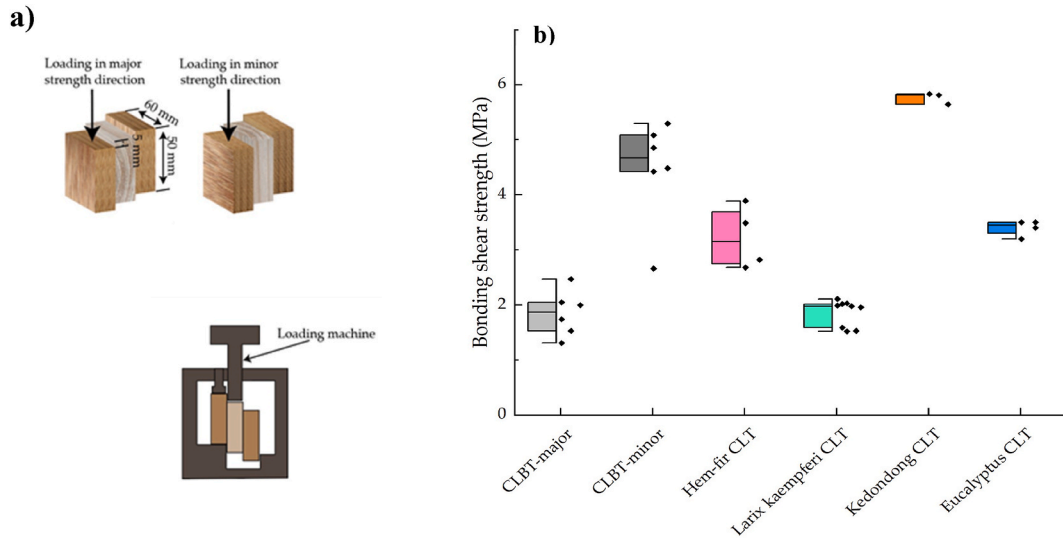 a)
Loading in major
strength direction
Loading in minor
strength direction
60 mm
5 mm
50 mm
Loading machine
b)
Bonding shear strength (MPa)
6
4
2
0
CLBT-major
CLBT-minor
Hem-fir CLT
Larix kaempferi CLT
Kedondong CLT
Eucalyptus CLT